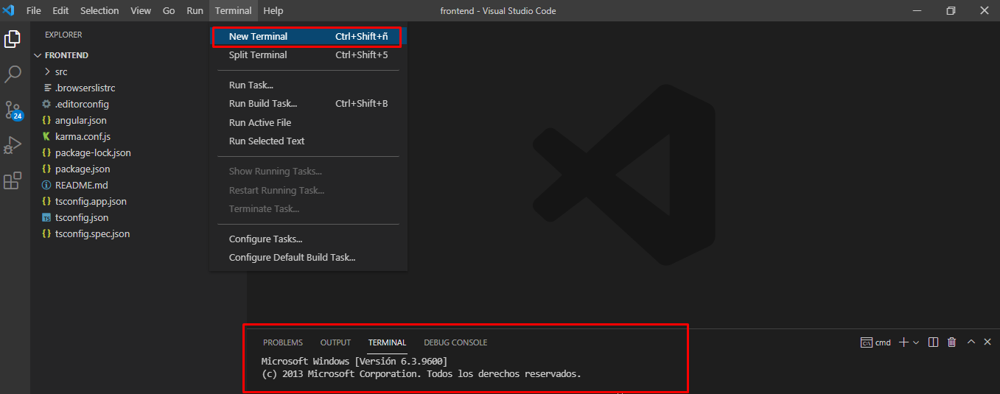 File Edit Selection View Go Run Terminal Help frontend - Visual Studio Code
EXPLORER
FRONTEND
src
.browserslistrc
.editorconfig
angular.json
karma.conf.js
package-lock.json
package.json
README.md
tsconfig.app.json
TS tsconfig.json
tsconfig.spec.json
24
New Terminal Ctrl+Shift+ñ
Split Terminal Ctrl+Shift+5
Run Task...
Run Build Task... Ctrl+Shift+B
Run Active File
Run Selected Text
Show Running Tasks...
Restart Running Task...
Terminate Task...
Configure Tasks...
Configure Default Build Task...
PROBLEMS OUTPUT TERMINAL DEBUG CONSOLE cmd
Microsoft Windows [Versión 6.3.9600]
(c) 2013 Microsoft Corporation. Todos los derechos reservados.